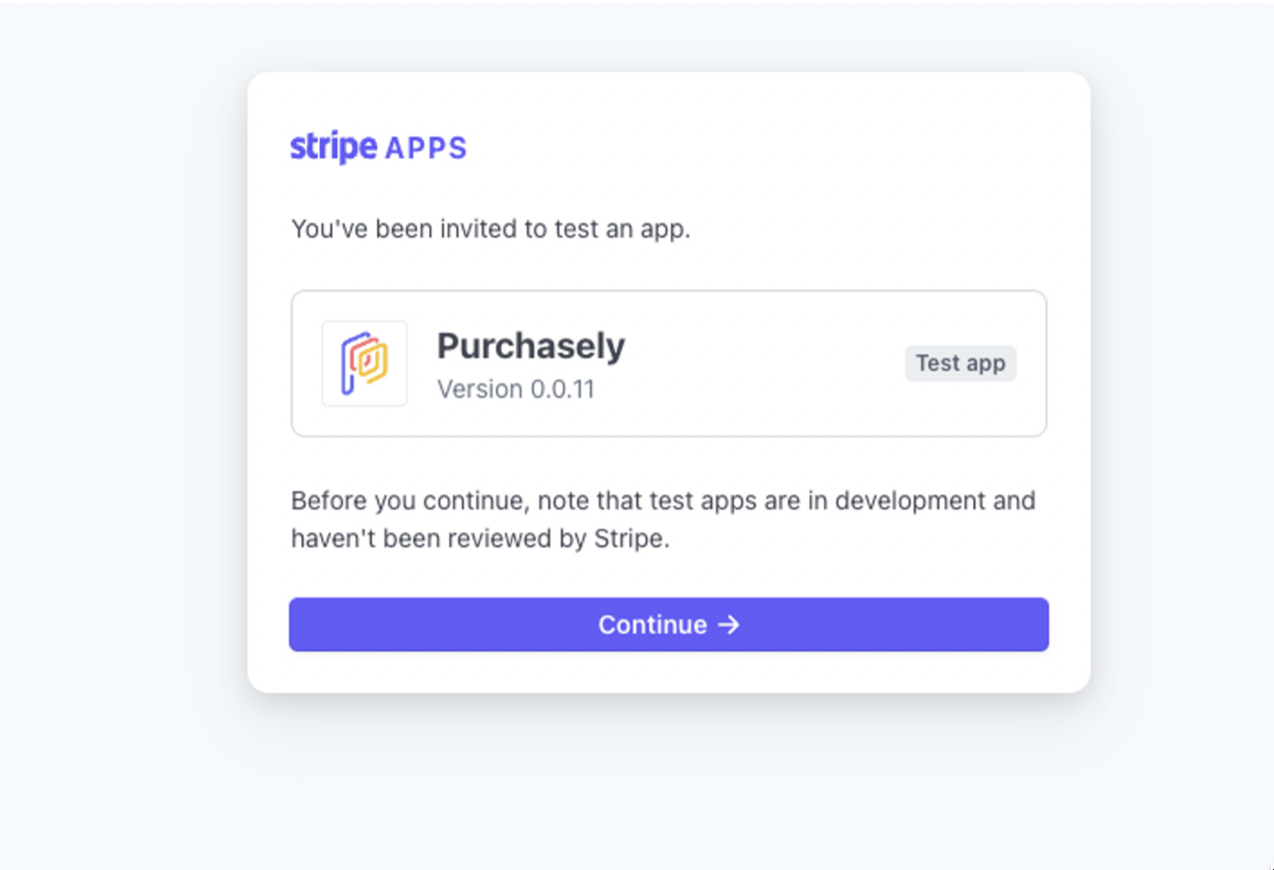 stripe APPS
You've been invited to test an app.
Purchasely
Version 0.0.11
Test app
Before you continue, note that test apps are in development and
haven't been reviewed by Stripe.
Continue →